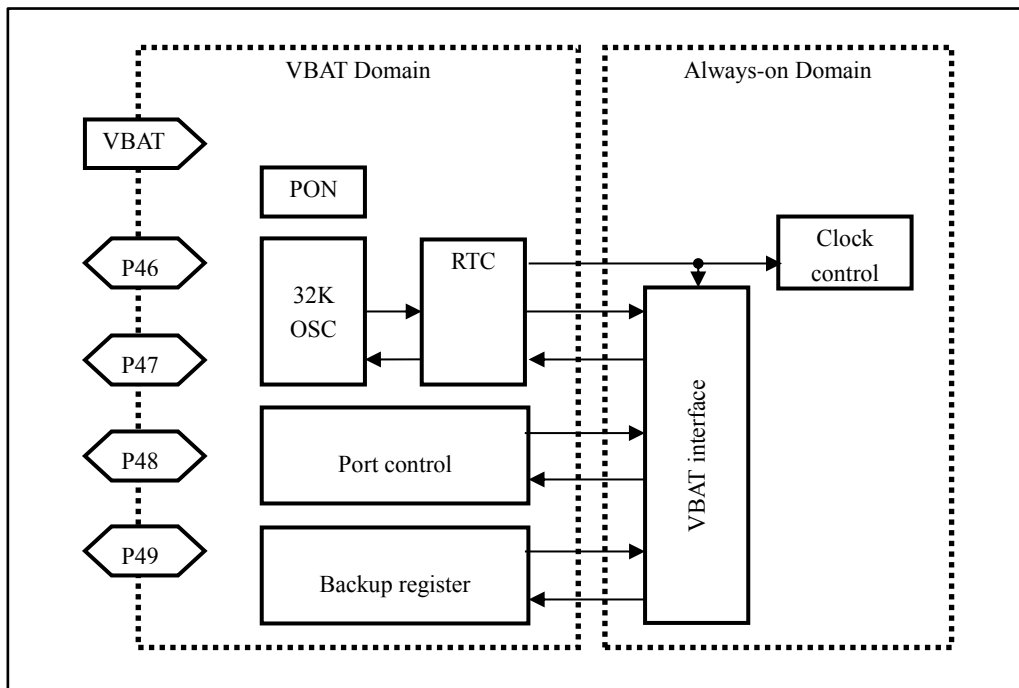 VBAT Domain
Always-on Domain
VBAT
PON
P46
32K
OSC
RTC
Clock
control
P47
P48
Port control
VBAT interface
P49
Backup register